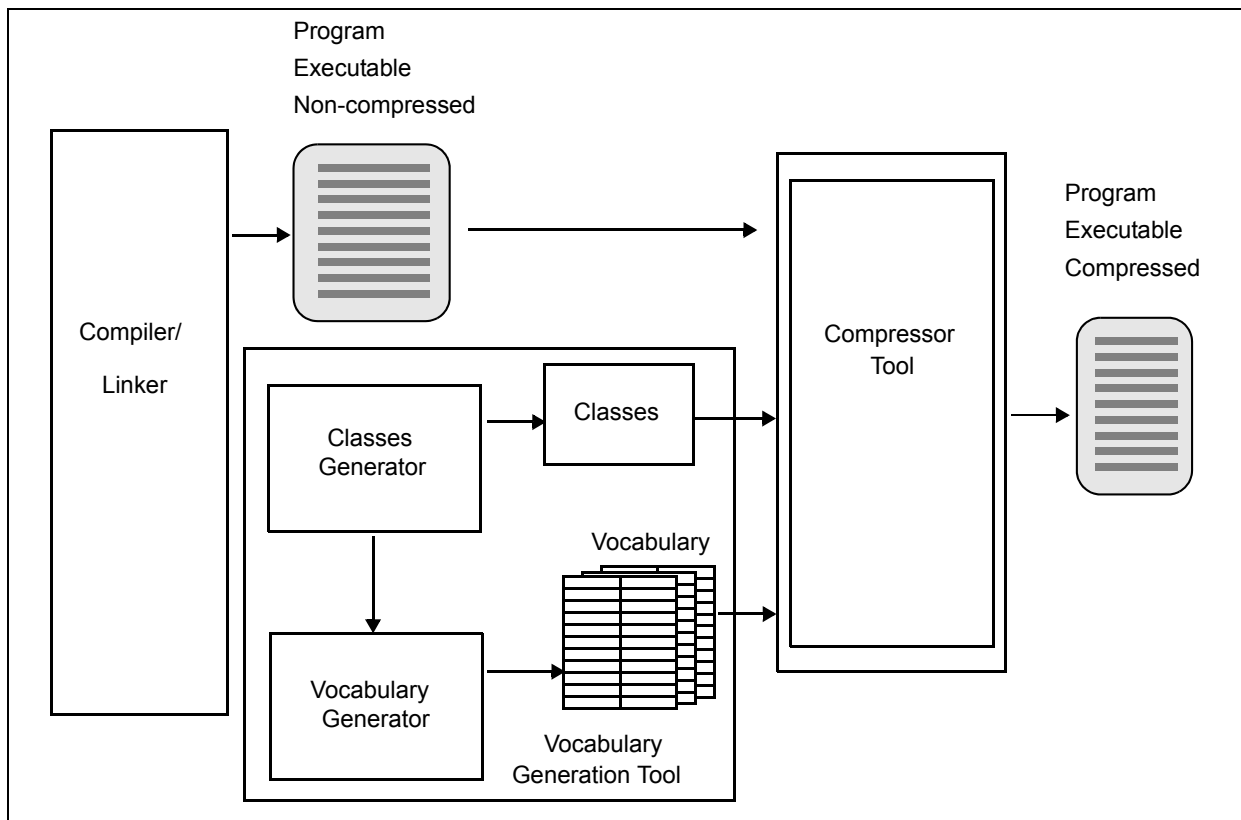 Program
Executable
Non-compressed
Program
Executable
Compressed
Compiler/
Linker
Compressor
Tool
Classes
Classes
Generator
Vocabulary
Vocabulary
Generator
Vocabulary
Generation Tool